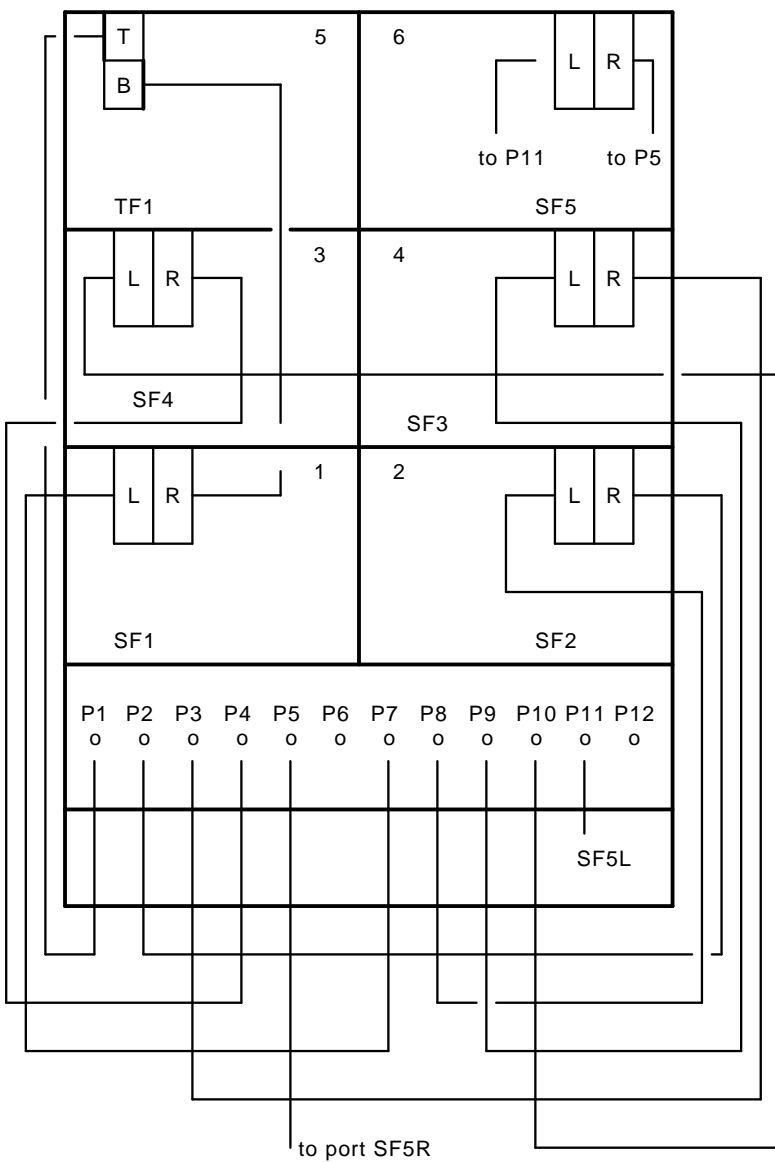 T 5 6 L R
B
to P11 to P5
TF1 SF5
L R 3 4 L R
SF4
SF3
L R 1 2 L R
SF1 SF2
P1 P2 P3 P4 P5 P6 P7 P8 P9 P10 P11 P12
o o o o o o o o o o o o
SF5L
to port SF5R